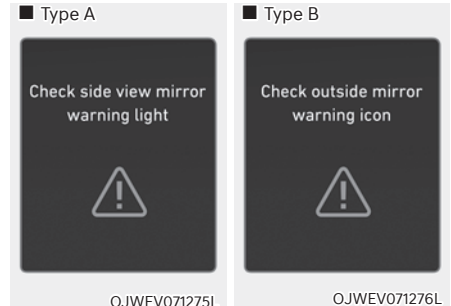 ■ Type A
Check side view mirror
warning light
OJWEV071275L
■ Type B
Check outside mirror
warning icon
OJWEV071276L